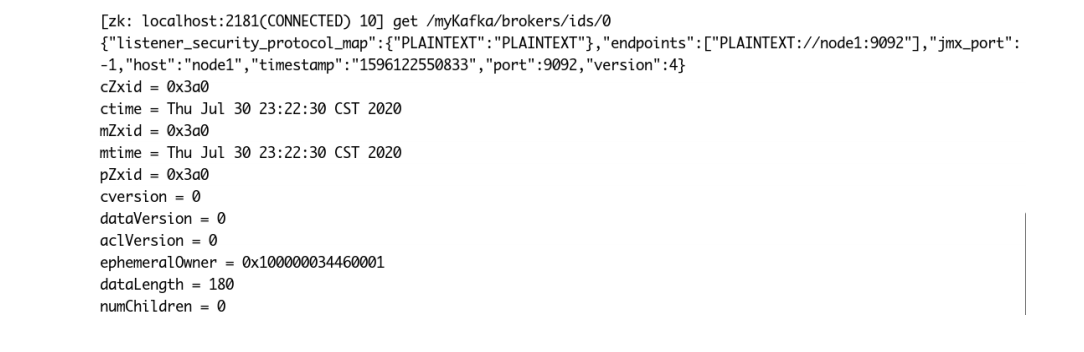 [zk: localhost:2181(CONNECTED) 10] get /myKafka/brokers/ids/0
{"listener_security_protocol_map":{"PLAINTEXT":"PLAINTEXT"},"endpoints":["PLAINTEXT://node1:9092"],"jmx_port":
-1,"host":"node1","timestamp":"1596122550833","port":9092,"version":4}
cZxid = 0x3a0
ctime = Thu Jul 30 23:22:30 CST 2020
mZxid = 0x3a0
mtime = Thu Jul 30 23:22:30 CST 2020
pZxid = 0x3a0
cversion = 0
dataVersion = 0
aclVersion = 0
ephemeralOwner = 0x100000034460001
dataLength = 180
numChildren = 0